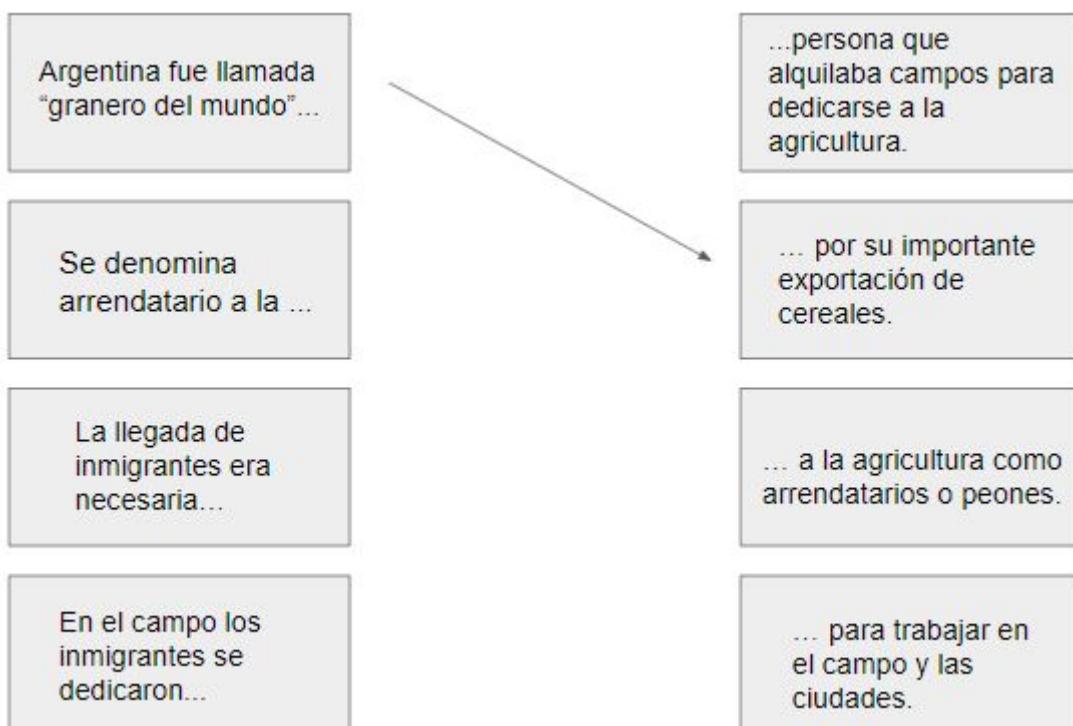 Argentina fue llamada
“granero del mundo”...
...persona que
alquilaba campos para
dedicarse a la
agricultura.
Se denomina
arrendatario a la ...
... por su importante
exportación de
cereales.
La llegada de
inmigrantes era
necesaria...
... a la agricultura como
arrendatarios o peones.
En el campo los
inmigrantes se
dedicaron...
... para trabajar en
el campo y las
ciudades.